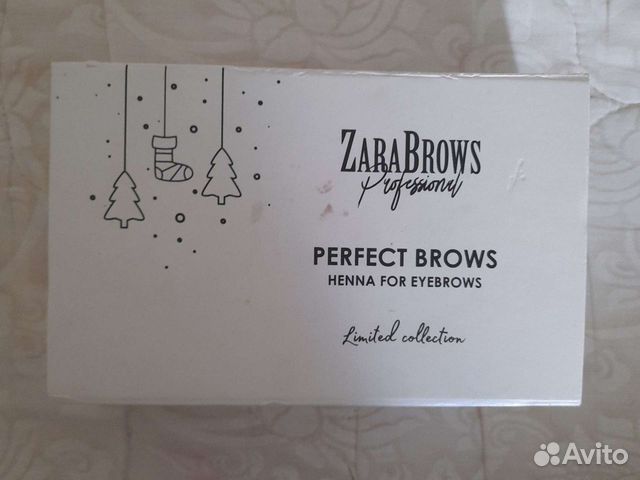 ZARABROWS
Professional
PERFECT BROWS
HENNA FOR EYEBROWS
Limited collection
Avito